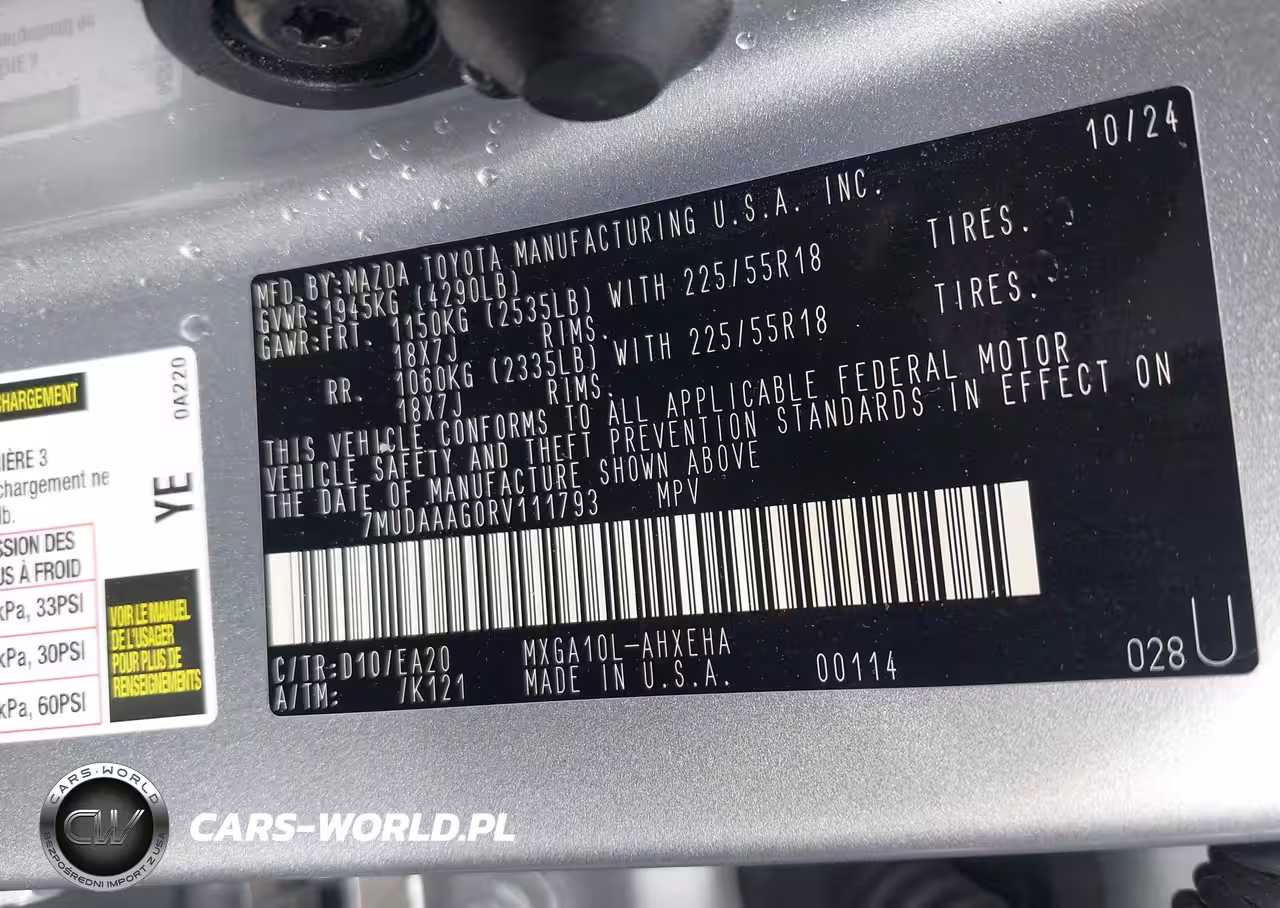 10/24
MFD.BY:MAZDA TOYOTA MANUFACTURING U.S.A. INC.
GVWR:1945KG (4290LB)
GAWR:FRT. 1150KG (2535LB) WITH 225/55R18 TIRES.
18X7J RIMS.
RR. 1060KG (2335LB) WITH 225/55R18 TIRES.
18X7J RIMS.
THIS VEHICLE CONFORMS TO ALL APPLICABLE FEDERAL MOTOR
VEHICLE SAFETY AND THEFT PREVENTION STANDARDS IN EFFECT ON
THE DATE OF MANUFACTURE SHOWN ABOVE
7MUDAAAG0RV111793 MPV
C/TR:D10/EA20 MXGA10L-AHXEHA
A/TM: /K121 MADE IN U.S.A. 00114 028 U
CHARGEMENT
0A220
IÈRE 3
chargement ne
lb.
YE
SSION DES
US À FROID
kPa, 33PSI
kPa, 30PSI
kPa, 60PSI
VOIR LE MANUEL
DE L'USAGER
POUR PLUS DE
RENSEIGNEMENTS
CARS-WORLD
CW
BEZPOŚREDNI IMPORT Z USA
CARS-WORLD.PL